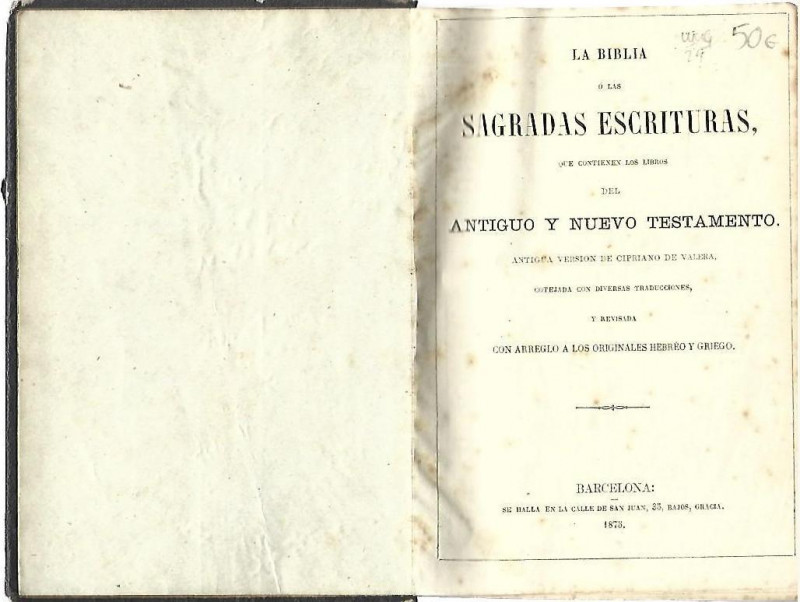 50€
LA BIBLIA
Ó LAS
SAGRADAS ESCRITURAS,
QUE CONTIENEN LOS LIBROS
DEL
ANTIGUO Y NUEVO TESTAMENTO.
ANTIGUA VERSION DE CIPRIANO DE VALERA,
COTEJADA CON DIVERSAS TRADUCCIONES,
Y REVISADA
CON ARREGLO A LOS ORIGINALES HEBREO Y GRIEGO.
BARCELONA:
SE HALLA EN LA CALLE DE SAN JUAN, 35, BAJOS, GRACIA.
1873.